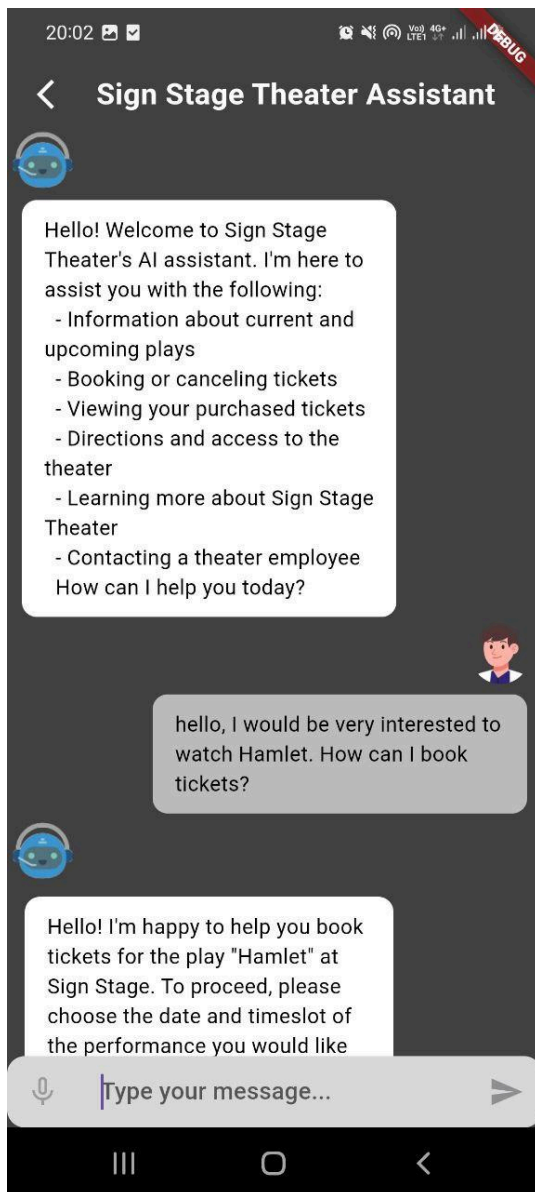 20:02
Vo)) 4G+
LTE1
DEBUG
Sign Stage Theater Assistant
Hello! Welcome to Sign Stage
Theater's AI assistant. I'm here to
assist you with the following:
- Information about current and
upcoming plays
- Booking or canceling tickets
- Viewing your purchased tickets
- Directions and access to the
theater
- Learning more about Sign Stage
Theater
- Contacting a theater employee
How can I help you today?
hello, I would be very interested to
watch Hamlet. How can I book
tickets?
Hello! I'm happy to help you book
tickets for the play "Hamlet" at
Sign Stage. To proceed, please
choose the date and timeslot of
the performance you would like
Type your message...